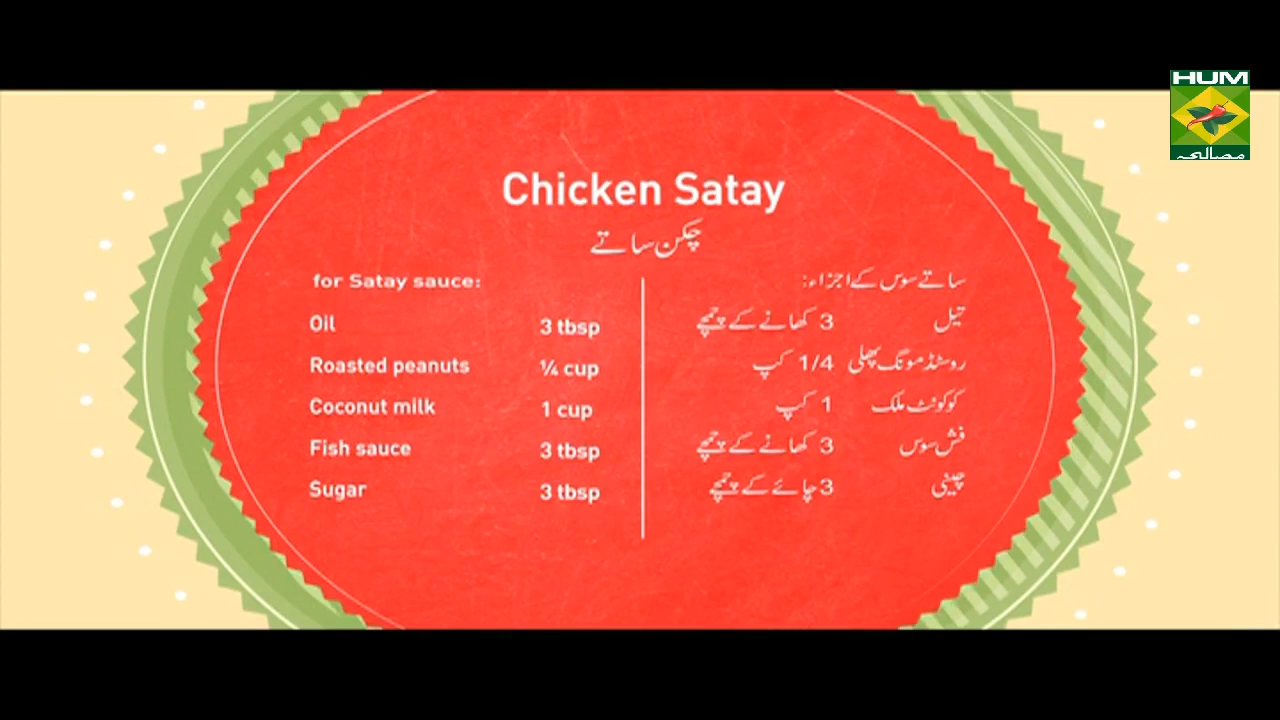 HUM
مصالحہ
Chicken Satay
چکن ساتے
for Satay sauce:
Oil 3 tbsp
Roasted peanuts ¼ cup
Coconut milk 1 cup
Fish sauce 3 tbsp
Sugar 3 tbsp
ساتے سوس کے اجزاء:
تیل 3 کھانے کے چمچے
روسٹڈ مونگ پھلی 1/4 کپ
کوکونٹ ملک 1 کپ
فش سوس 3 کھانے کے چمچے
چینی 3 چائے کے چمچے